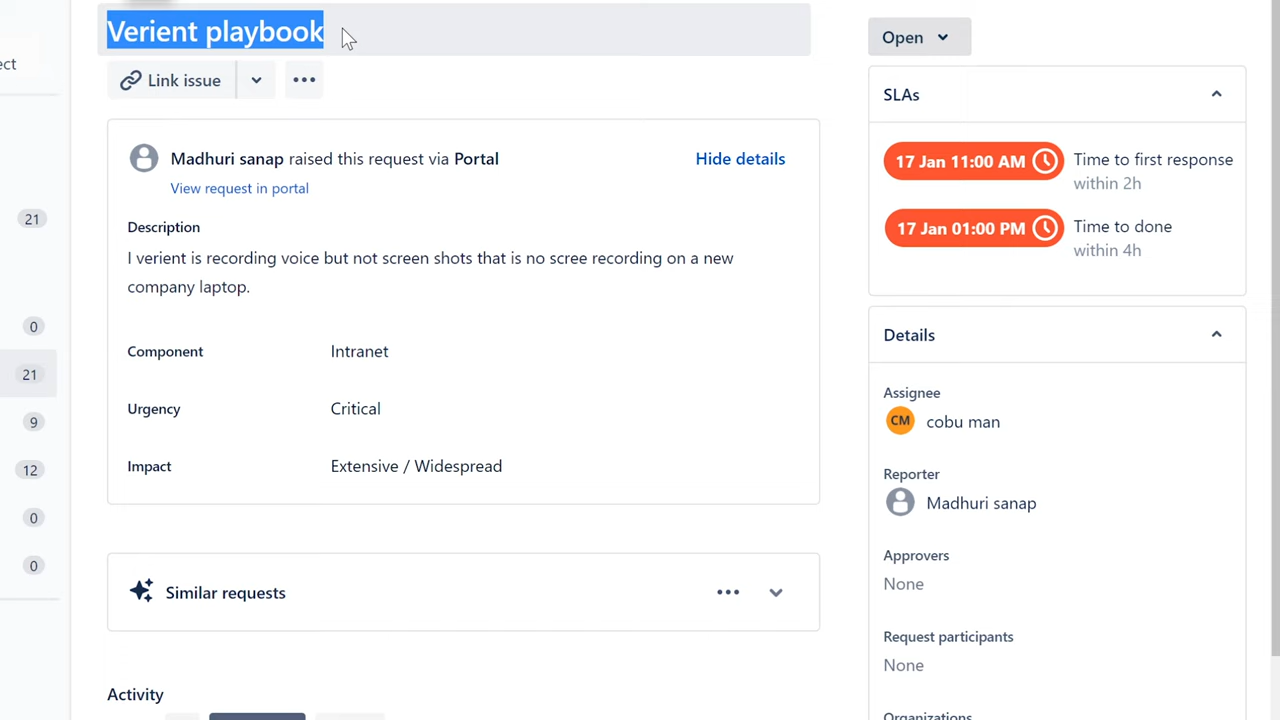 Verient playbook
ect
Link issue
Madhuri sanap raised this request via Portal
Hide details
View request in portal
Description
I verient is recording voice but not screen shots that is no scree recording on a new
company laptop.
Component Intranet
Urgency Critical
Impact Extensive / Widespread
Similar requests
Activity
21
0
21
9
12
0
0
Open
SLAs
17 Jan 11:00 AM Time to first response
within 2h
17 Jan 01:00 PM Time to done
within 4h
Details
Assignee
CM cobu man
Reporter
Madhuri sanap
Approvers
None
Request participants
None
Organizations